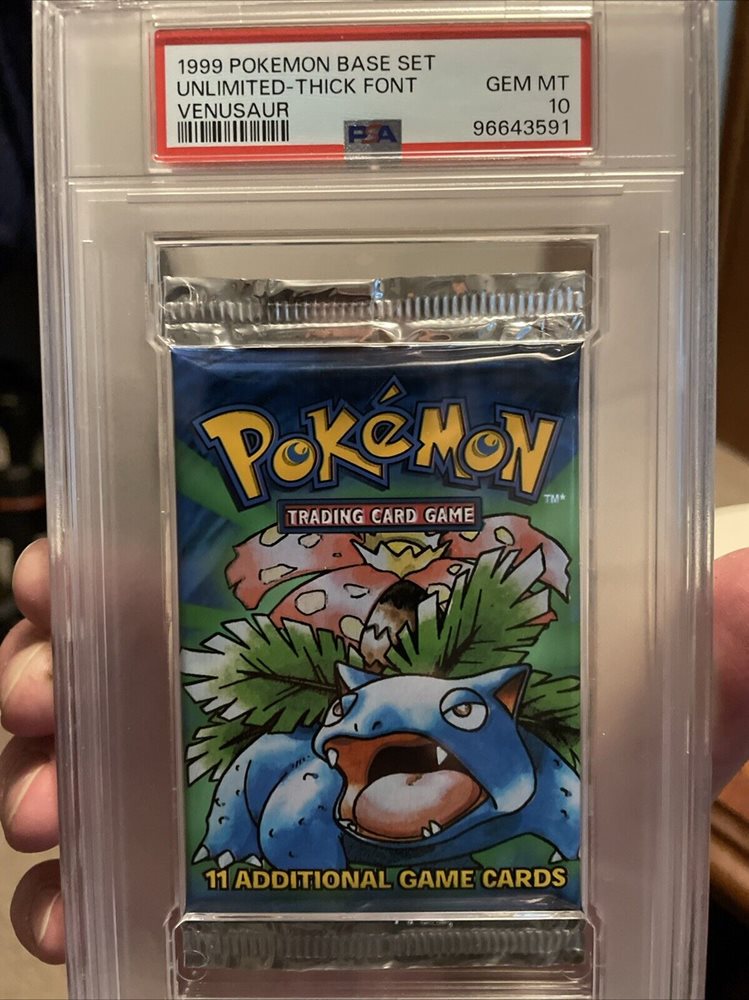 1999 POKEMON BASE SET
UNLIMITED-THICK FONT GEM MT
VENUSAUR 10
PSA 96643591
POKéMON
TM*
TRADING CARD GAME
11 ADDITIONAL GAME CARDS